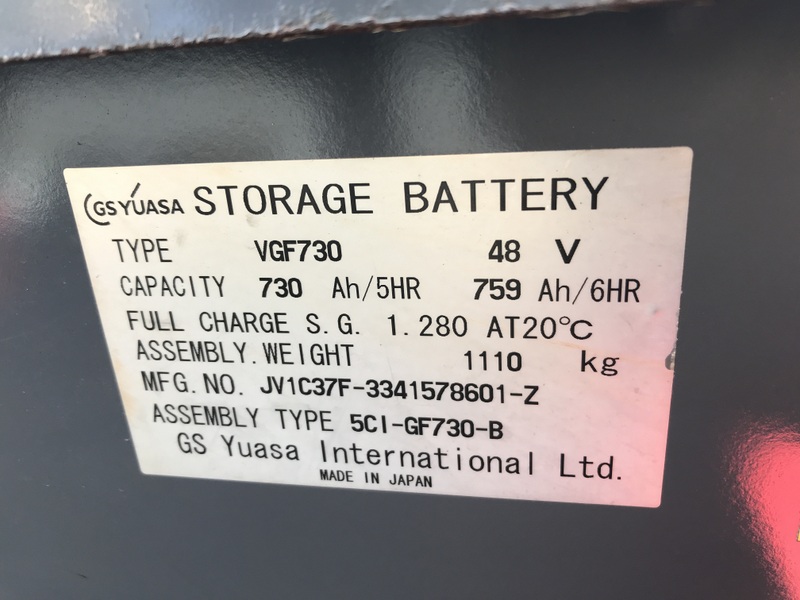 GS YUASA STORAGE BATTERY
TYPE VGF730 48 V
CAPACITY 730 Ah/5HR 759 Ah/6HR
FULL CHARGE S.G. 1.280 AT20℃
ASSEMBLY.WEIGHT 1110 kg
MFG.NO. JV1C37F-3341578601-Z
ASSEMBLY TYPE 5CI-GF730-B
GS Yuasa International Ltd.
MADE IN JAPAN